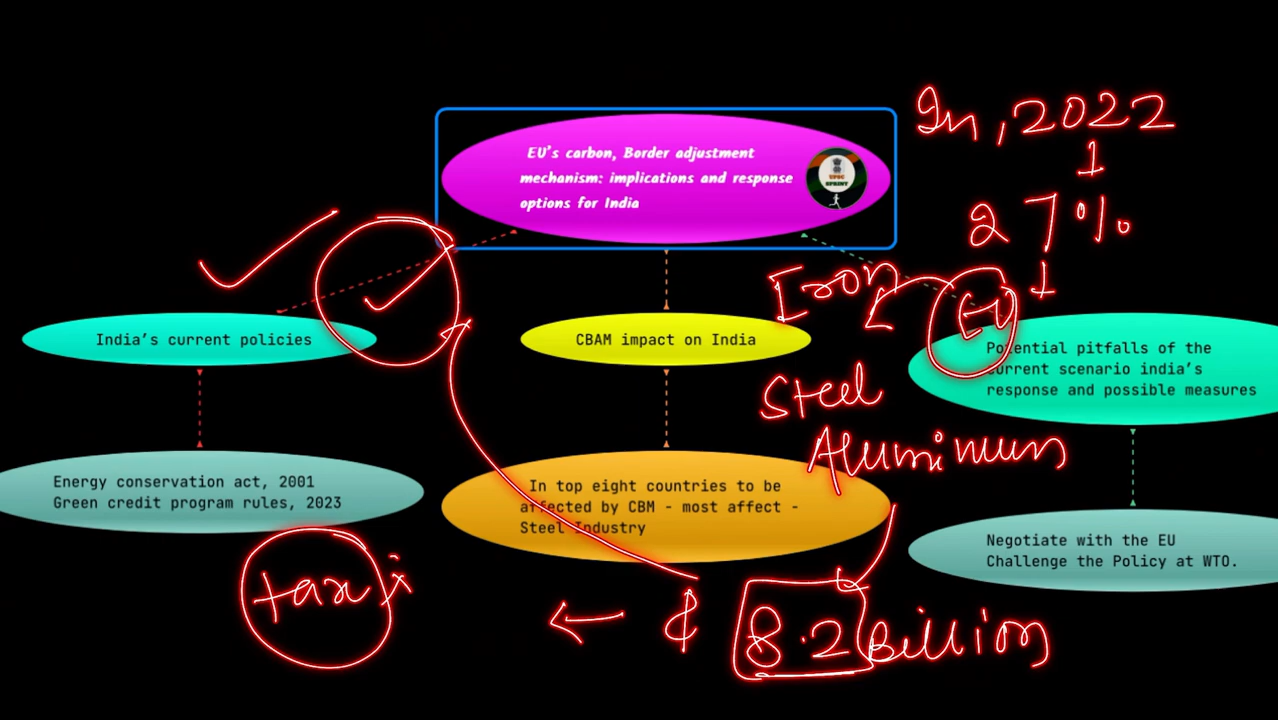 EU's carbon, Border adjustment
mechanism: implications and response
options for India
UPSC
SPRINT
In, 2022
27%
EU
Iron
Steel
Aluminum
$ 8.2 Billion
India's current policies
Energy conservation act, 2001
Green credit program rules, 2023
CBAM impact on India
In top eight countries to be
affected by CBM - most affect -
Steel Industry
Potential pitfalls of the
current scenario india's
response and possible measures
Negotiate with the EU
Challenge the Policy at WTO.